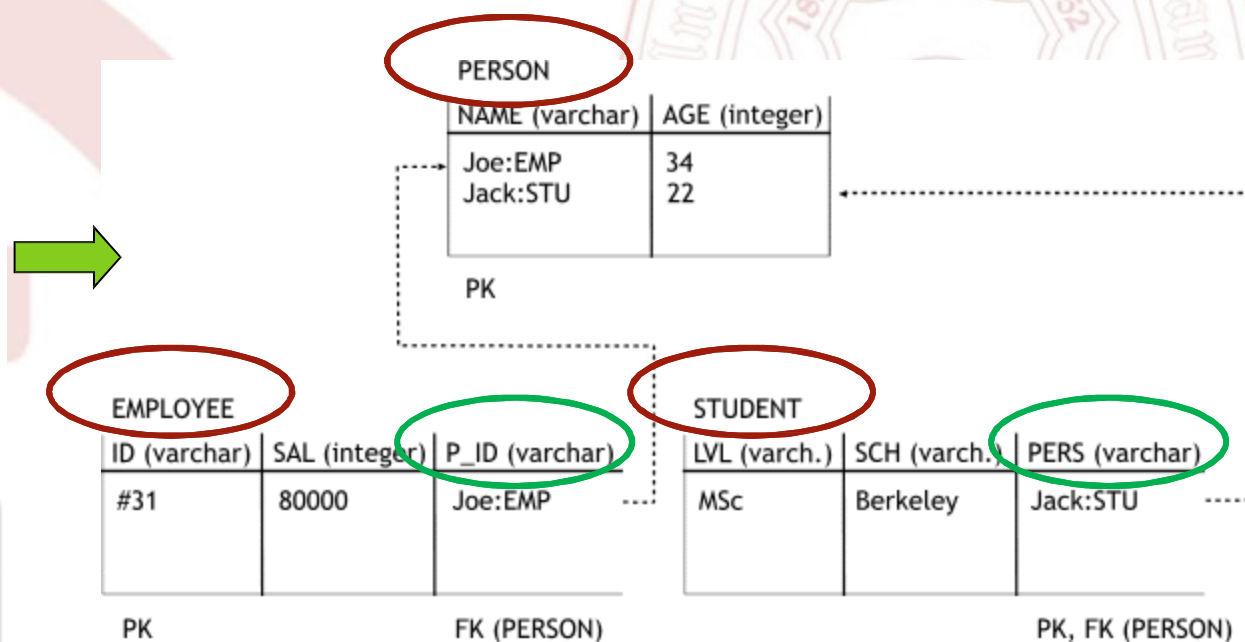 PERSON
NAME (varchar) AGE (integer)
Joe:EMP 34
Jack:STU 22
PK
EMPLOYEE
ID (varchar) SAL (integer) P_ID (varchar)
#31 80000 Joe:EMP
PK FK (PERSON)
STUDENT
LVL (varch.) SCH (varch.) PERS (varchar)
MSc Berkeley Jack:STU
PK, FK (PERSON)